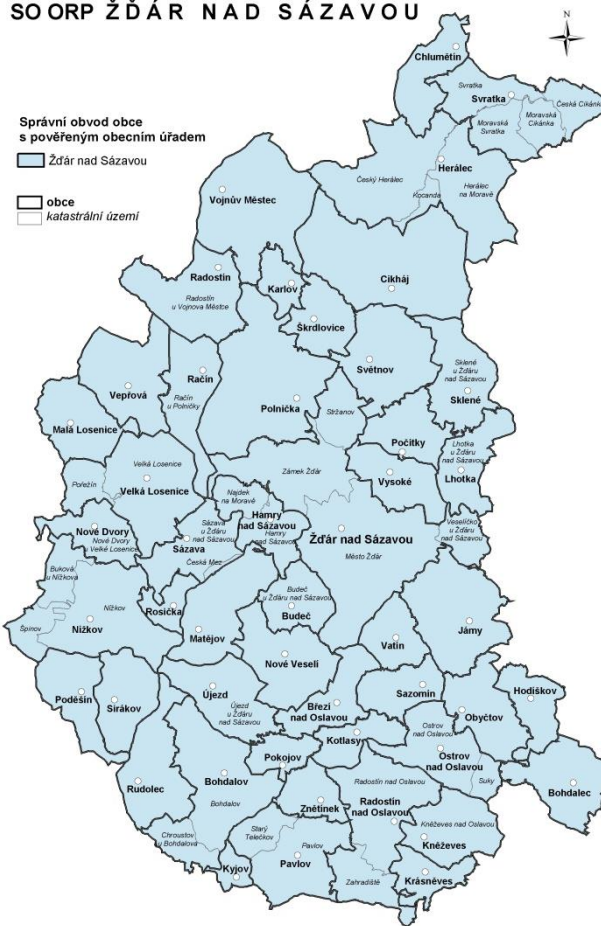 SO ORP ŽĎÁR NAD SÁZAVOU
N
Správní obvod obce
s pověřeným obecním úřadem
Žďár nad Sázavou
obce
katastrální území
Chlumětín
Svratka
Svratka
Česká Cikánka
Moravská
Svratka
Moravská
Cikánka
Herálec
Český Herálec
Kocanda
Herálec
na Moravě
Vojnův Městec
Radostín
Radostín
u Vojnova Městce
Karlov
Cikháj
Škrdlovice
Světnov
Sklené
u Žďáru
nad Sázavou
Sklené
Vepřová
Račín
Račín
u Polničky
Polnička
Stržanov
Malá Losenice
Počítky
Lhotka
u Žďáru
nad Sázavou
Lhotka
Velká Losenice
Velká Losenice
Pořežín
Zámek Žďár
Vysoké
Najdek
na Moravě
Hamry
nad Sázavou
Hamry
nad Sázavou
Nové Dvory
Nové Dvory
u Velké Losenice
Sázava
u Žďáru
nad Sázavou
Sázava
Česká Mez
Žďár nad Sázavou
Město Žďár
Veselíčko
u Žďáru
nad Sázavou
Buková
u Nížkova
Nížkov
Nížkov
Špinov
Rosička
Matějov
Budeč
u Žďáru nad Sázavou
Budeč
Vatín
Jámy
Nové Veselí
Poděšín
Sirákov
Újezd
Újezd
u Žďáru
nad Sázavou
Březí
nad Oslavou
Sazomín
Hodíškov
Obyčtov
Ostrov
nad Oslavou
Ostrov
nad Oslavou
Kotlasy
Suky
Bohdalec
Rudolec
Bohdalov
Bohdalov
Pokojov
Znětínek
Radostín nad Oslavou
Radostín
nad Oslavou
Kněževes nad Oslavou
Kněževes
Chroustov
u Bohdalova
Starý
Telečkov
Pavlov
Pavlov
Kyjov
Zahradiště
Krásněves